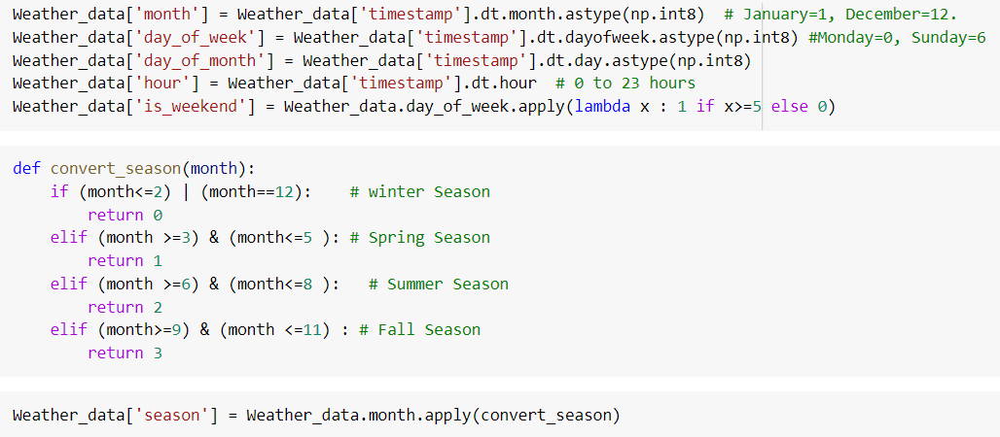 Weather_data['month'] = Weather_data['timestamp'].dt.month.astype(np.int8)  # January=1, December=12.
Weather_data['day_of_week'] = Weather_data['timestamp'].dt.dayofweek.astype(np.int8) #Monday=0, Sunday=6
Weather_data['day_of_month'] = Weather_data['timestamp'].dt.day.astype(np.int8)
Weather_data['hour'] = Weather_data['timestamp'].dt.hour  # 0 to 23 hours
Weather_data['is_weekend'] = Weather_data.day_of_week.apply(lambda x : 1 if x>=5 else 0)
def convert_season(month):
    if (month<=2) | (month==12):    # winter Season
        return 0
    elif (month >=3) & (month<=5 ): # Spring Season
        return 1
    elif (month >=6) & (month<=8 ):   # Summer Season
        return 2
    elif (month>=9) & (month <=11) : # Fall Season
        return 3
Weather_data['season'] = Weather_data.month.apply(convert_season)